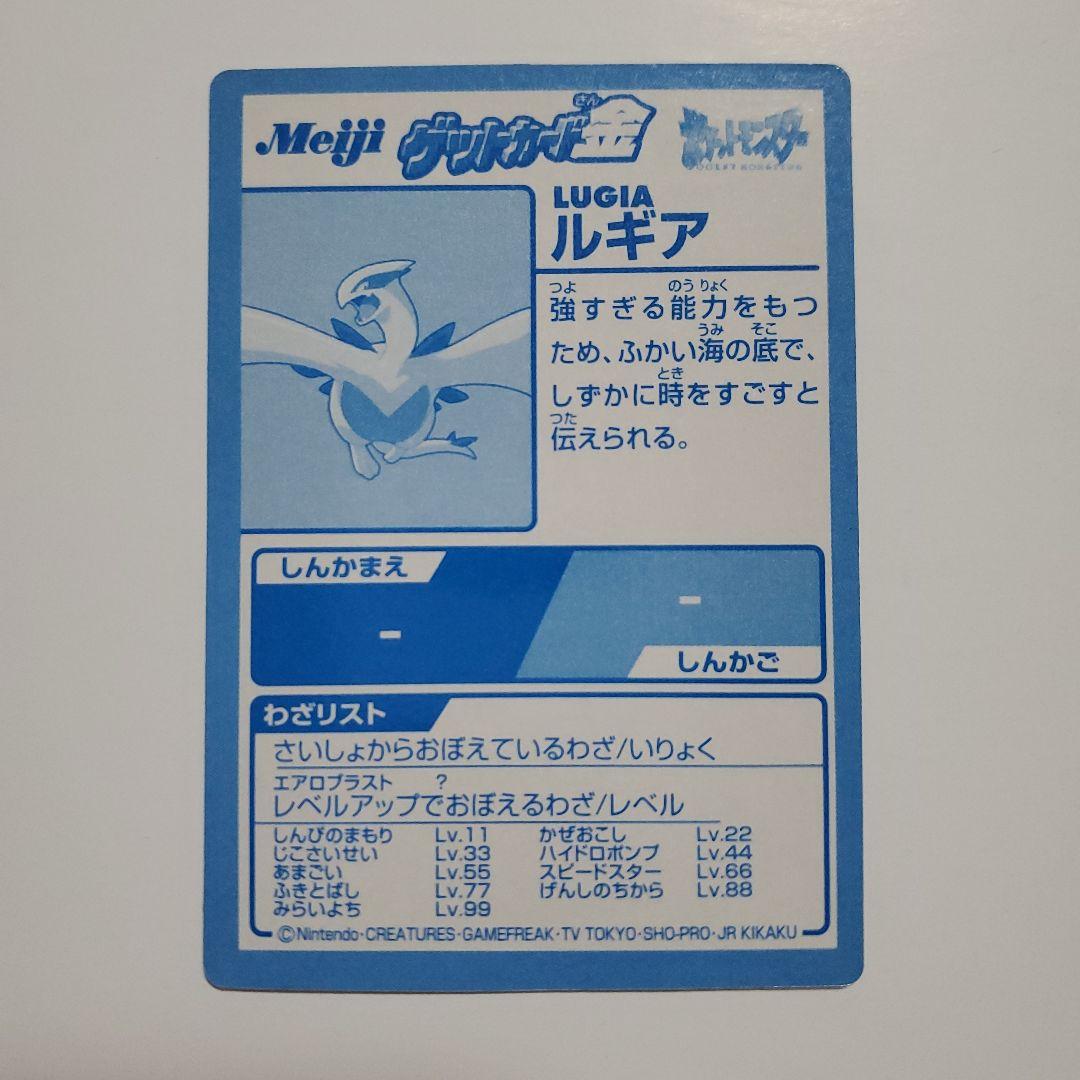 Meiji ゲットカード金 ポケットモンスター
きん
POCKET MONSTERS
LUGIA
ルギア
つよ のうりょく
強すぎる能力をもつ
うみ そこ
ため、ふかい海の底で、
とき
しずかに時をすごすと
つた
伝えられる。
しんかまえ
-
-
しんかご
わざリスト
さいしょからおぼえているわざ/いりょく
エアロブラスト ?
レベルアップでおぼえるわざ/レベル
しんぴのまもり Lv.11 かぜおこし Lv.22
じこさいせい Lv.33 ハイドロポンプ Lv.44
あまごい Lv.55 スピードスター Lv.66
ふきとばし Lv.77 げんしのちから Lv.88
みらいよち Lv.99
©Nintendo・CREATURES・GAMEFREAK・TV TOKYO・SHO-PRO・JR KIKAKU